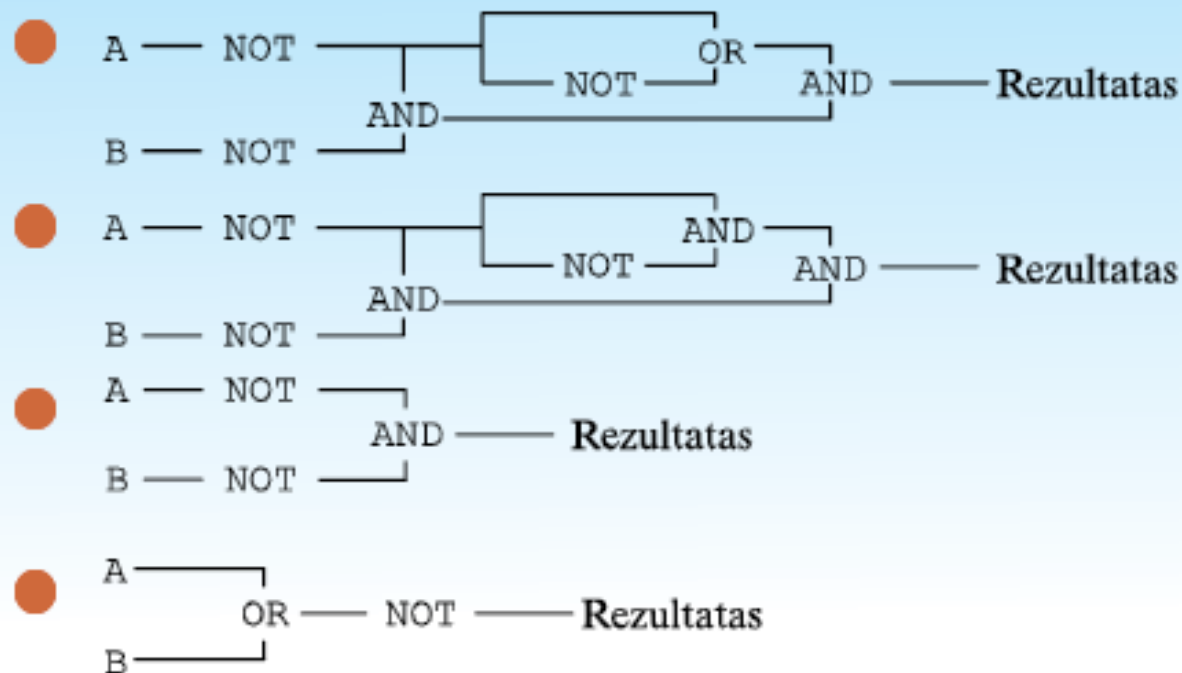 A NOT OR
NOT AND Rezultatas
AND
B NOT
A NOT AND
NOT AND Rezultatas
AND
B NOT
A NOT
AND Rezultatas
B NOT
A
OR NOT Rezultatas
B